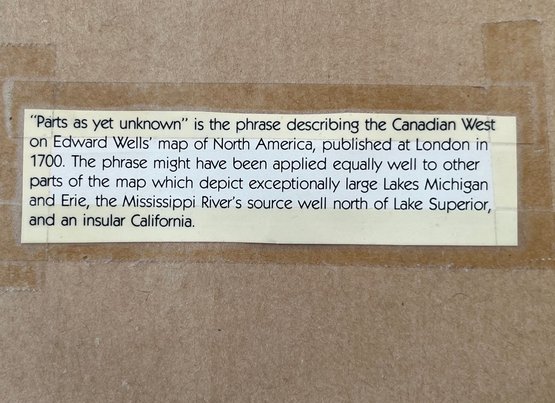 “Parts as yet unknown” is the phrase describing the Canadian West
on Edward Wells’ map of North America, published at London in
1700. The phrase might have been applied equally well to other
parts of the map which depict exceptionally large Lakes Michigan
and Erie, the Mississippi River’s source well north of Lake Superior,
and an insular California.